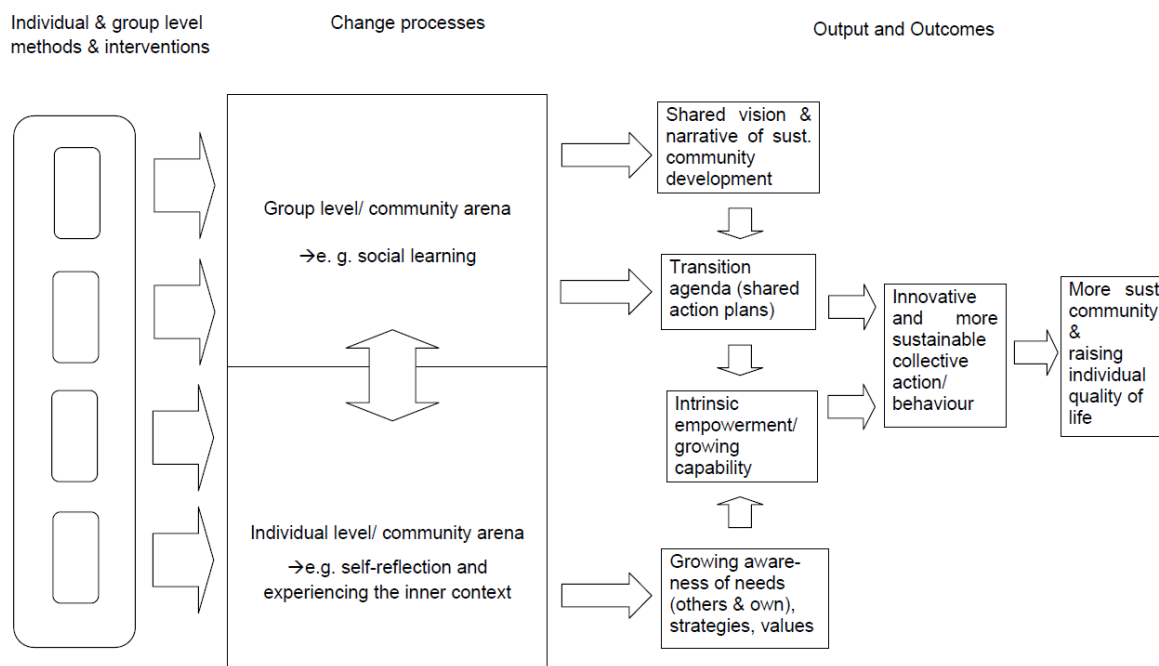 Individual & group level
methods & interventions
Change processes
Output and Outcomes
Group level/ community arena
→e. g. social learning
Individual level/ community arena
→e.g. self-reflection and
experiencing the inner context
Shared vision &
narrative of sust.
community
development
Transition
agenda (shared
action plans)
Intrinsic
empowerment/
growing
capability
Growing aware-
ness of needs
(others & own),
strategies, values
Innovative
and more
sustainable
collective
action/
behaviour
More sust
community
&
raising
individual
quality of
life